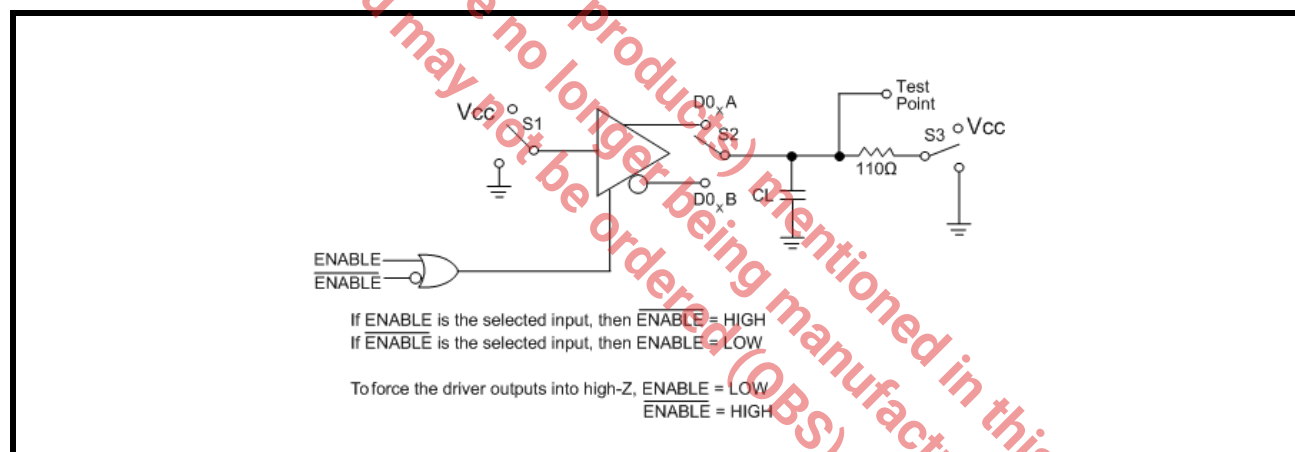 products) mentioned in this
e no longer being manufact
may not be ordered (OBS)
Test
Point
D0XA
Vcc
S1
S2
S3
Vcc
110Ω
D0XB
CL
ENABLE
ENABLE
If ENABLE is the selected input, then ENABLE = HIGH
If ENABLE is the selected input, then ENABLE = LOW
To force the driver outputs into high-Z, ENABLE = LOW
ENABLE = HIGH